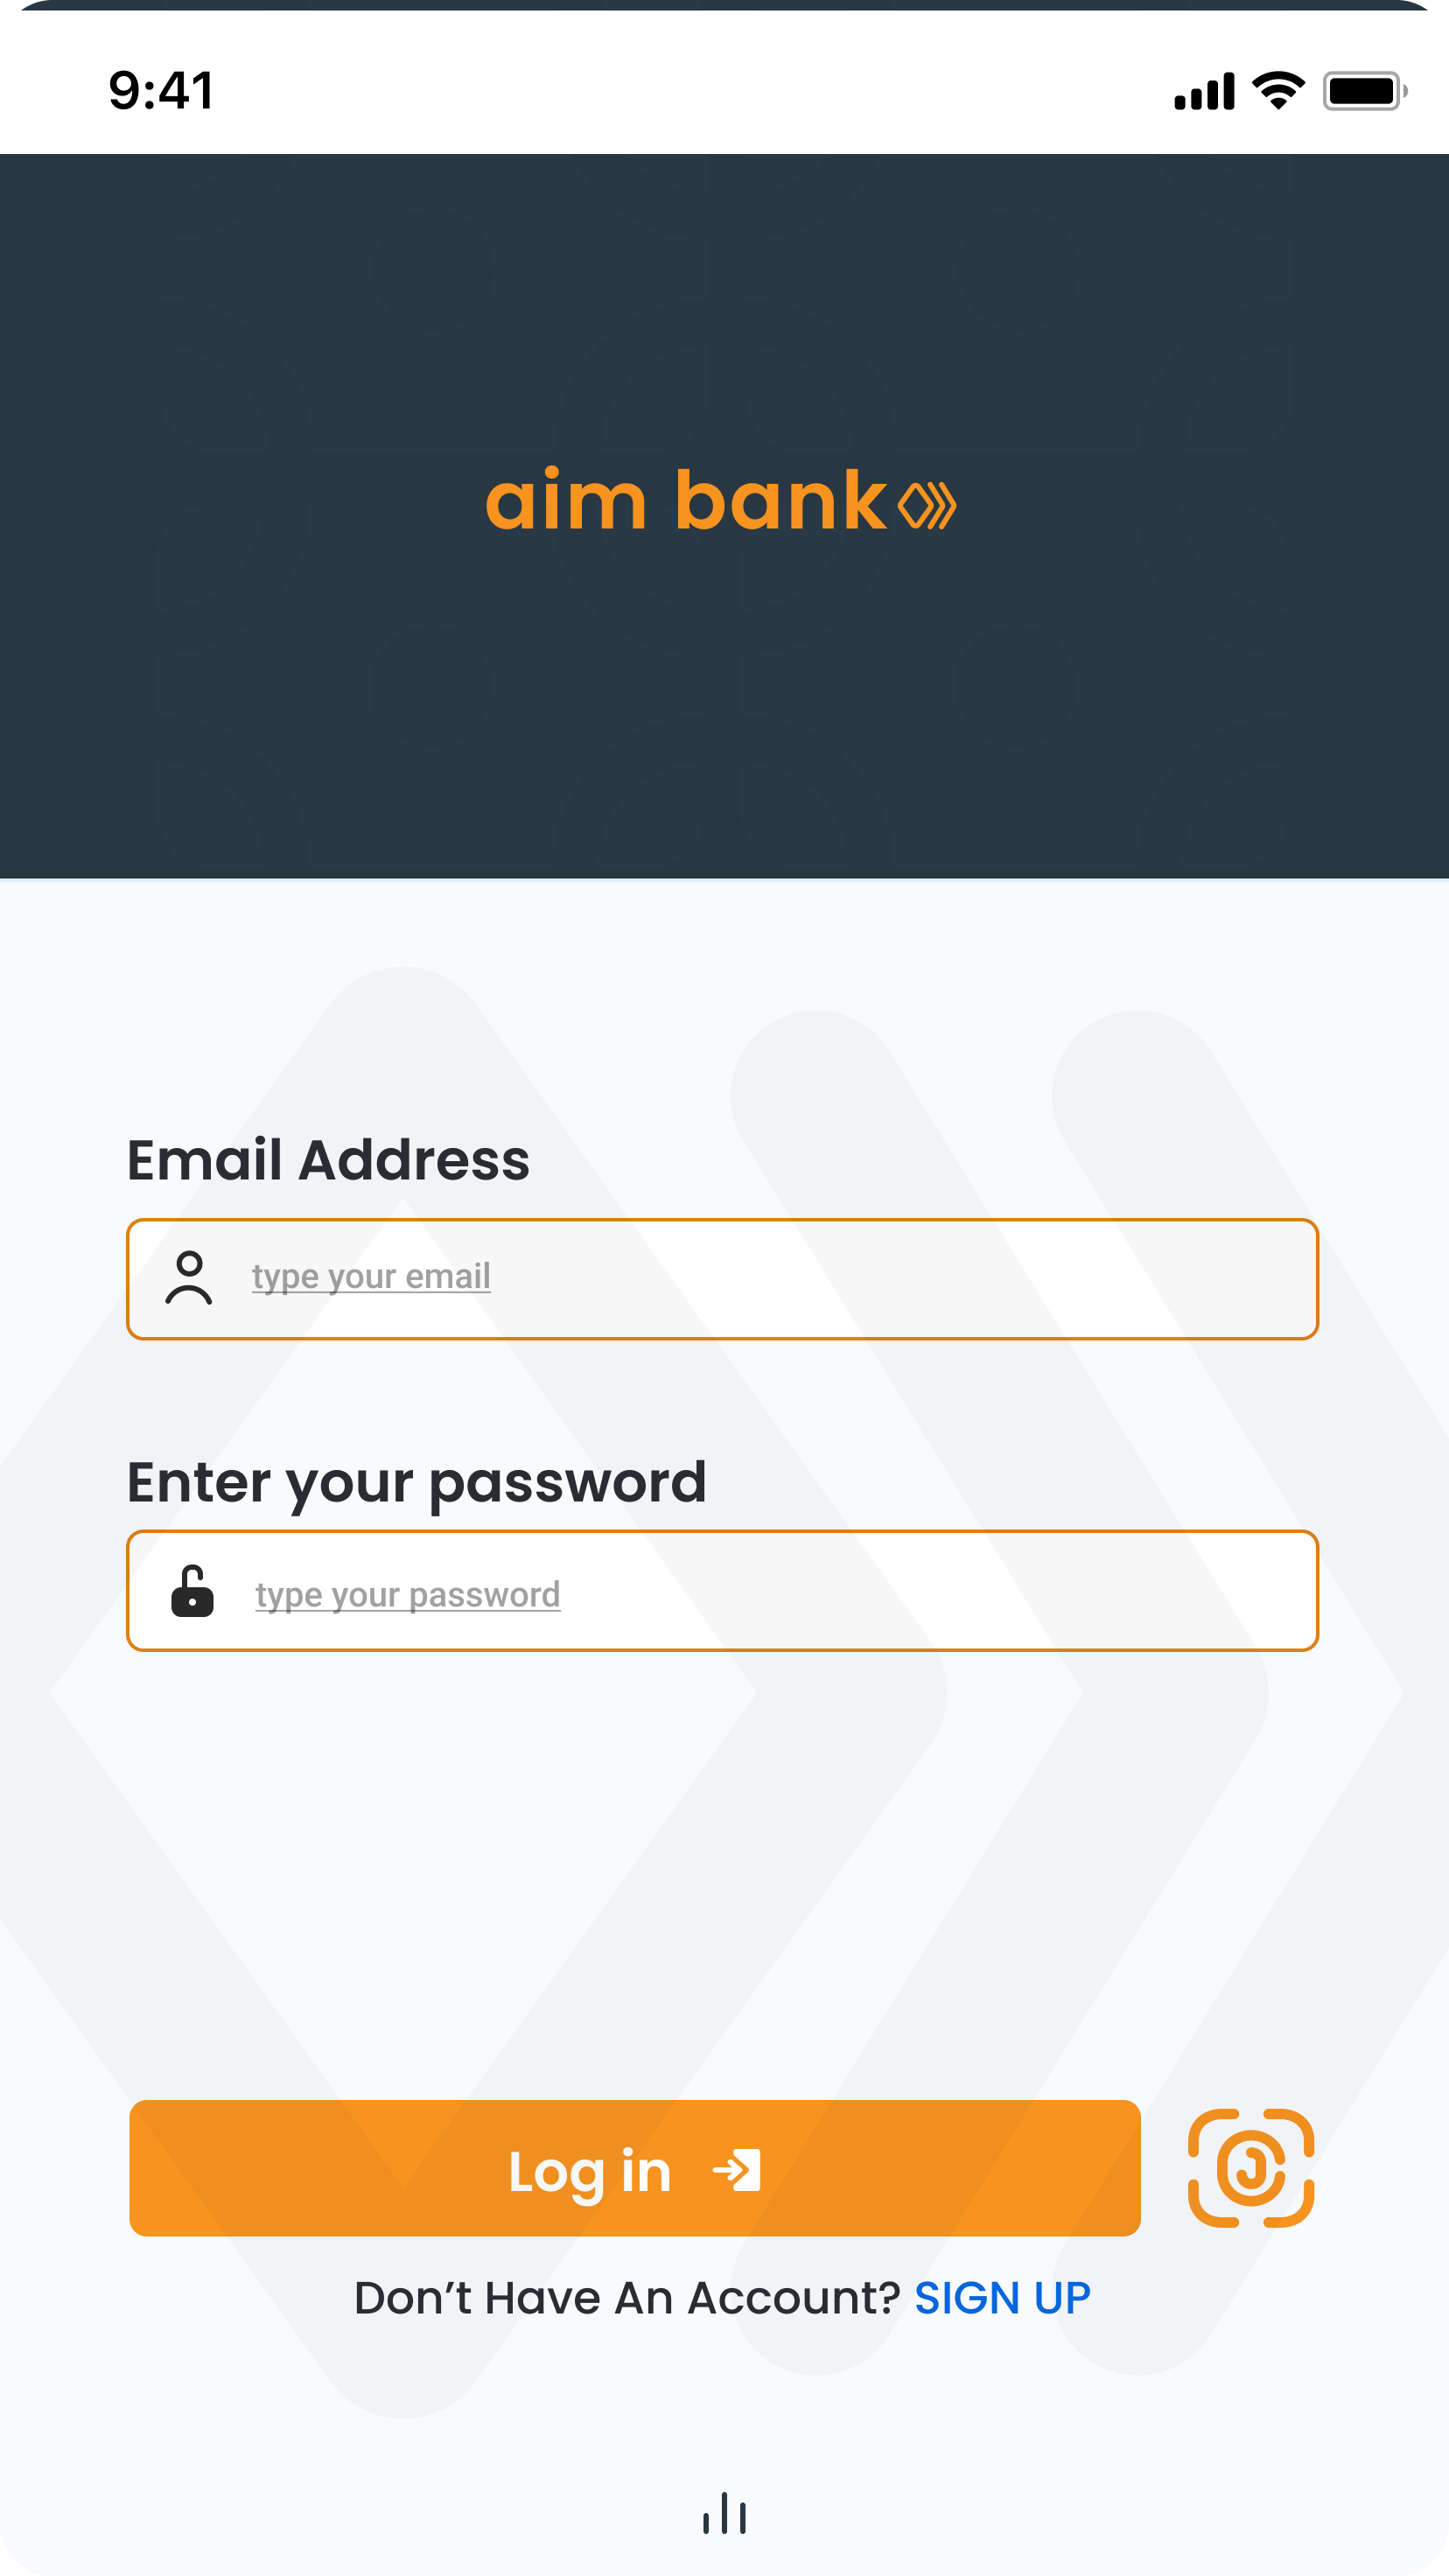 9:41
aim bank
Email Address
type your email
Enter your password
type your password
Log in
Don’t Have An Account? SIGN UP